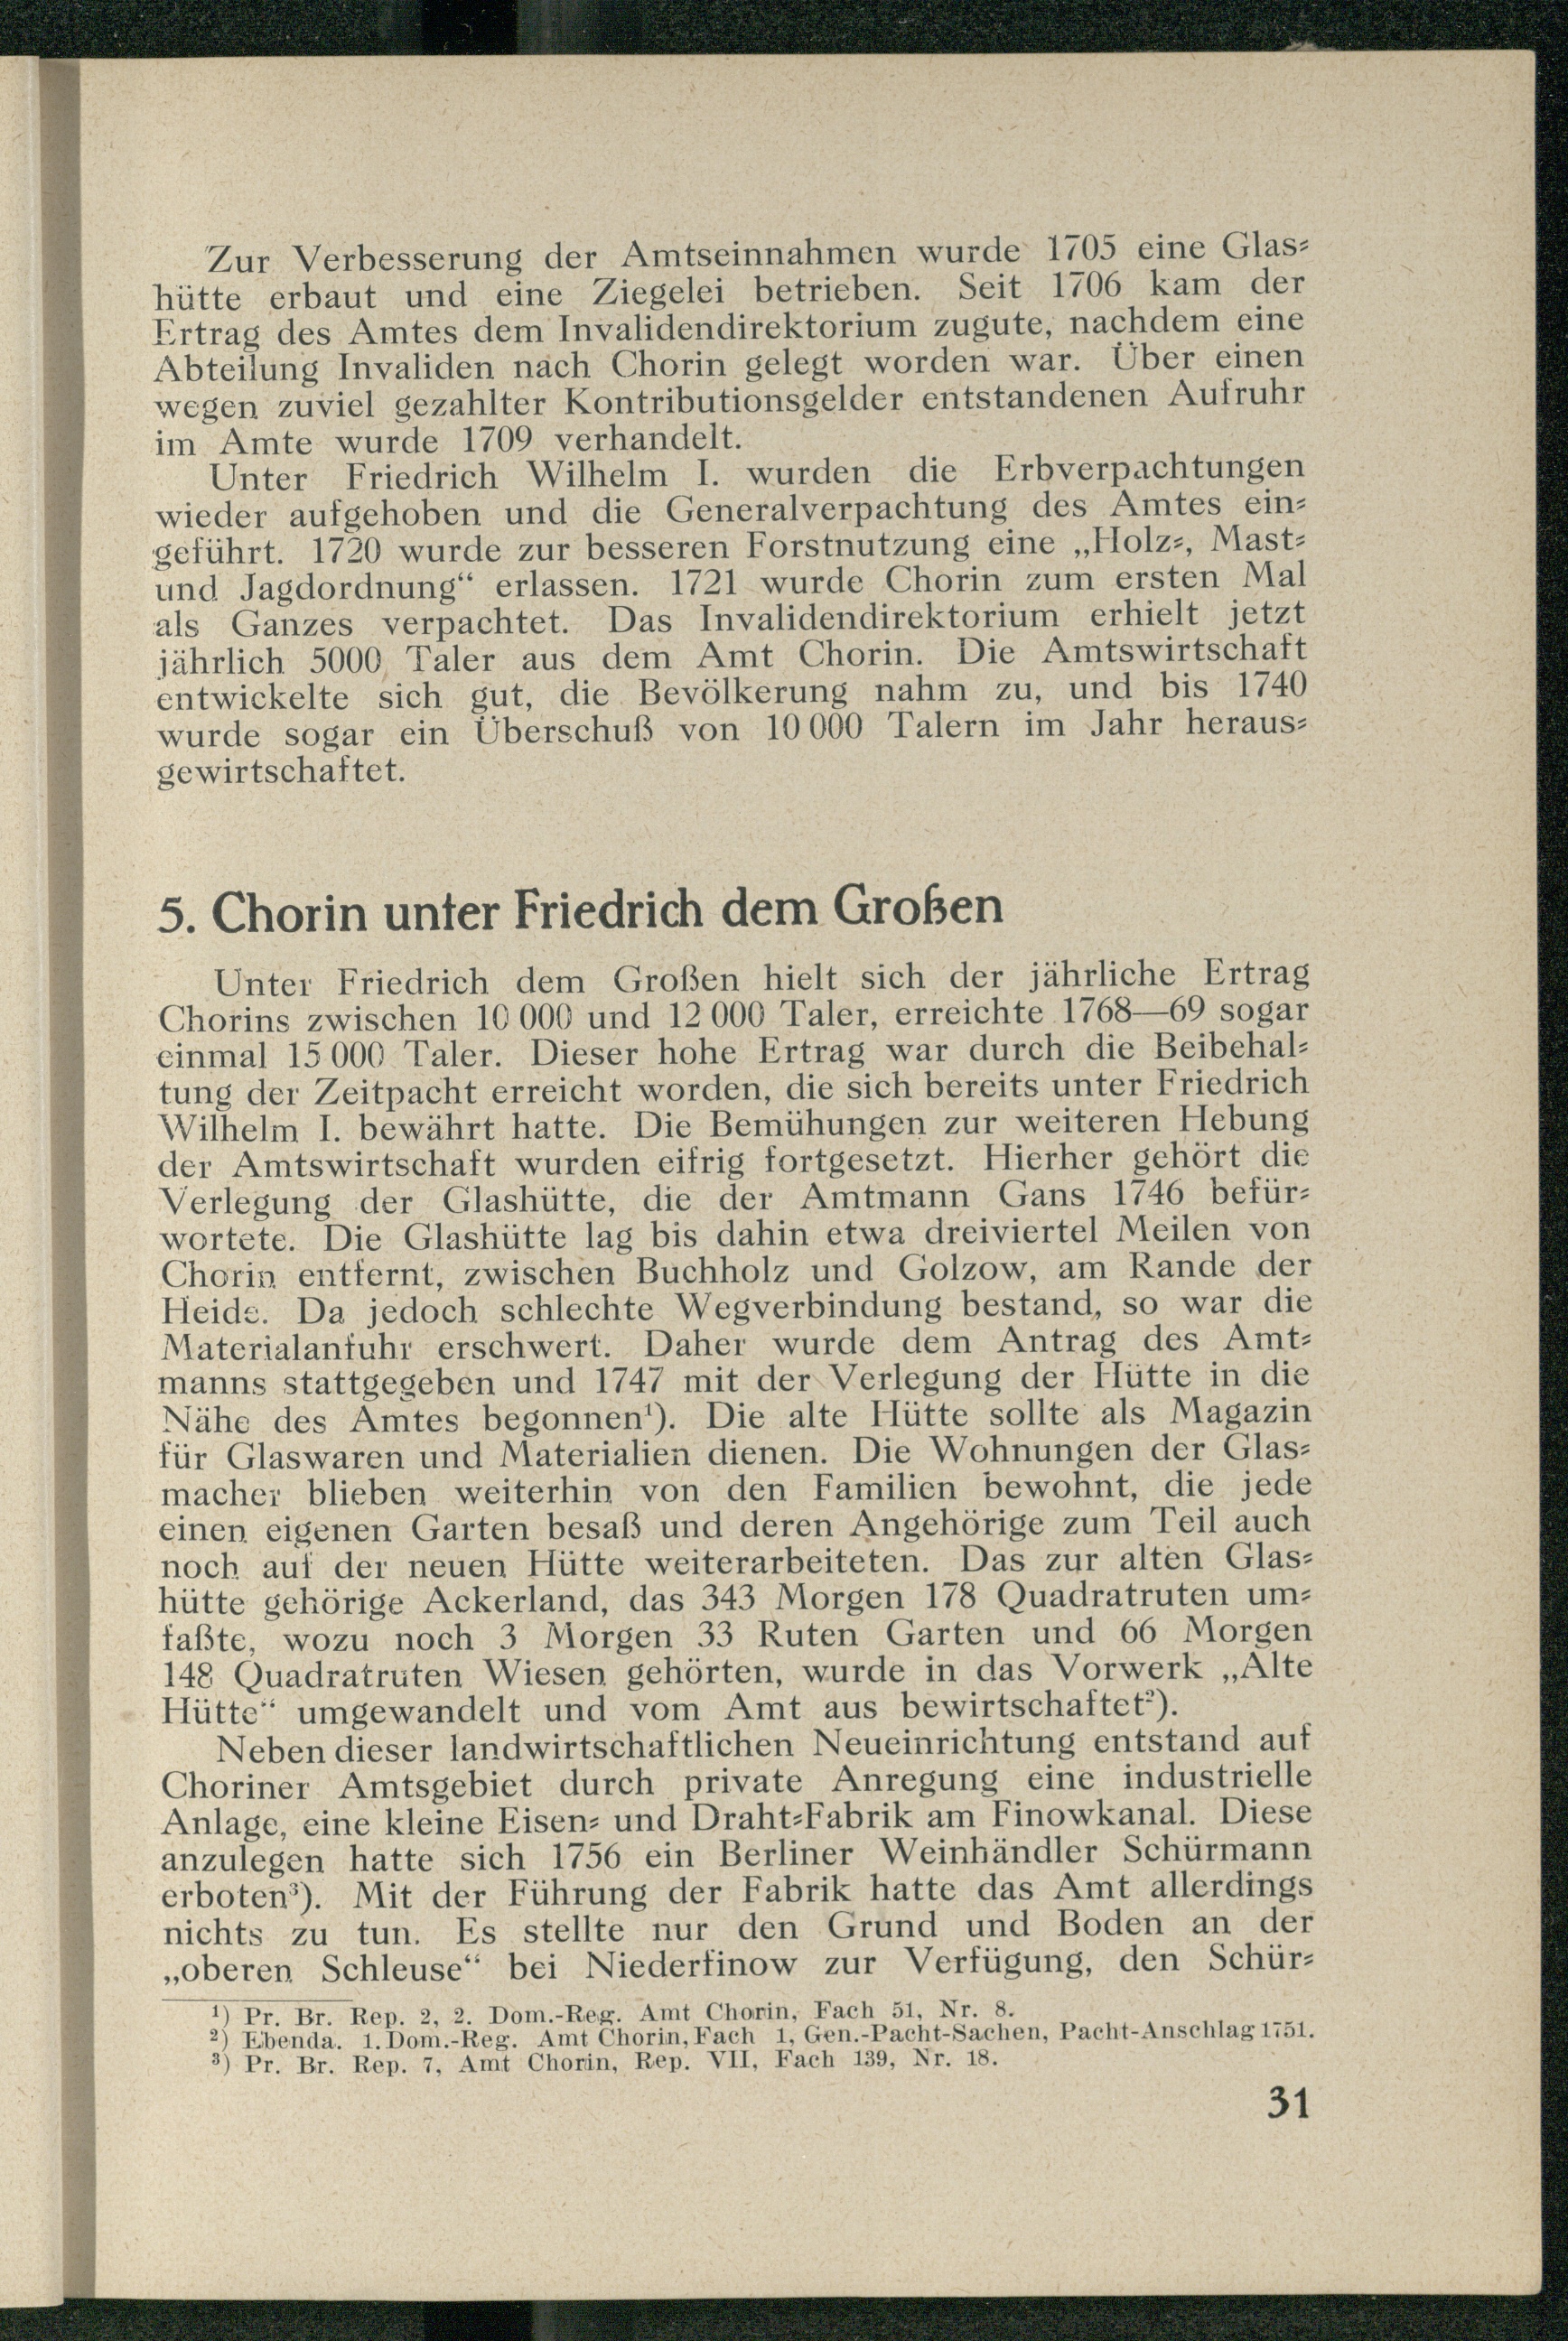 Zur Verbesserung der Amtseinnahmen wurde 1705 eine Glas⸗
hütte erbaut und eine Ziegelei betrieben. Seit 1706 kam der
Ertrag des Amtes dem Invalidendirektorium zugute, nachdem eine
Abteilung Invaliden nach Chorin gelegt worden war. Über einen
wegen zuviel gezahlter Kontributionsgelder entstandenen Aufruhr
im Amte wurde 1709 verhandelt.
Unter Friedrich Wilhelm I. wurden die Erbverpachtungen
wieder aufgehoben und die Generalverpachtung des Amtes ein⸗
geführt. 1720 wurde zur besseren Forstnutzung eine „Holz⸗, Mast⸗
und Jagdordnung“ erlassen. 1721 wurde Chorin zum ersten Mal
als Ganzes verpachtet. Das Invalidendirektorium erhielt jetzt
jährlich 5000 Taler aus dem Amt Chorin. Die Amtswirtschaft
entwickelte sich gut, die Bevölkerung nahm zu, und bis 1740
wurde sogar ein Überschuß von 10 000 Talern im Jahr heraus⸗
gewirtschaftet.
5. Chorin unter Friedrich dem Großen
Unter Friedrich dem Großen hielt sich der jährliche Ertrag
Chorins zwischen 10 000 und 12 000 Taler, erreichte 1768—69 sogar
einmal 15 000 Taler. Dieser hohe Ertrag war durch die Beibehal⸗
tung der Zeitpacht erreicht worden, die sich bereits unter Friedrich
Wilhelm I. bewährt hatte. Die Bemühungen zur weiteren Hebung
der Amtswirtschaft wurden eifrig fortgesetzt. Hierher gehört die
Verlegung der Glashütte, die der Amtmann Gans 1746 befür⸗
wortete. Die Glashütte lag bis dahin etwa dreiviertel Meilen von
Chorin entfernt, zwischen Buchholz und Golzow, am Rande der
Heide. Da jedoch schlechte Wegverbindung bestand, so war die
Materialanfuhr erschwert. Daher wurde dem Antrag des Amt⸗
manns stattgegeben und 1747 mit der Verlegung der Hütte in die
Nähe des Amtes begonnen¹). Die alte Hütte sollte als Magazin
für Glaswaren und Materialien dienen. Die Wohnungen der Glas⸗
macher blieben weiterhin von den Familien bewohnt, die jede
einen eigenen Garten besaß und deren Angehörige zum Teil auch
noch auf der neuen Hütte weiterarbeiteten. Das zur alten Glas⸗
hütte gehörige Ackerland, das 343 Morgen 178 Quadratruten um⸗
faßte, wozu noch 3 Morgen 33 Ruten Garten und 66 Morgen
148 Quadratruten Wiesen gehörten, wurde in das Vorwerk „Alte
Hütte“ umgewandelt und vom Amt aus bewirtschaftet²).
Neben dieser landwirtschaftlichen Neueinrichtung entstand auf
Choriner Amtsgebiet durch private Anregung eine industrielle
Anlage, eine kleine Eisen⸗ und Draht⸗Fabrik am Finowkanal. Diese
anzulegen hatte sich 1756 ein Berliner Weinhändler Schürmann
erboten³). Mit der Führung der Fabrik hatte das Amt allerdings
nichts zu tun. Es stellte nur den Grund und Boden an der
„oberen Schleuse“ bei Niederfinow zur Verfügung, den Schür⸗
¹) Pr. Br. Rep. 2, 2. Dom.-Reg. Amt Chorin, Fach 51, Nr. 8.
²) Ebenda. 1. Dom.-Reg. Amt Chorin, Fach 1, Gen.-Pacht-Sachen, Pacht-Anschlag 1751.
³) Pr. Br. Rep. 7, Amt Chorin, Rep. VII, Fach 139, Nr. 18.
31